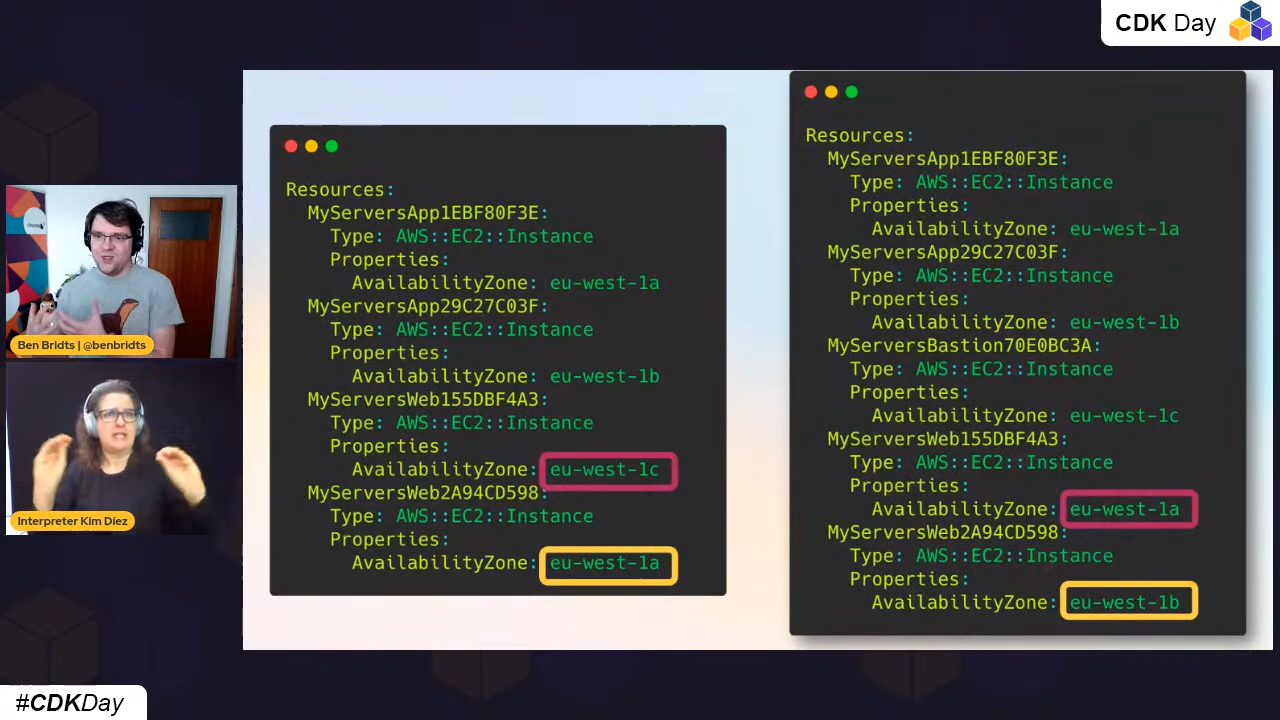 CDK Day
Resources:
MyServersApp1EBF80F3E:
Type: AWS::EC2::Instance
Properties:
AvailabilityZone: eu-west-1a
MyServersApp29C27C03F:
Type: AWS::EC2::Instance
Properties:
AvailabilityZone: eu-west-1b
MyServersWeb155DBF4A3:
Type: AWS::EC2::Instance
Properties:
AvailabilityZone: eu-west-1c
MyServersWeb2A94CD598:
Type: AWS::EC2::Instance
Properties:
AvailabilityZone: eu-west-1a
Resources:
MyServersApp1EBF80F3E:
Type: AWS::EC2::Instance
Properties:
AvailabilityZone: eu-west-1a
MyServersApp29C27C03F:
Type: AWS::EC2::Instance
Properties:
AvailabilityZone: eu-west-1b
MyServersBastion70E0BC3A:
Type: AWS::EC2::Instance
Properties:
AvailabilityZone: eu-west-1c
MyServersWeb155DBF4A3:
Type: AWS::EC2::Instance
Properties:
AvailabilityZone: eu-west-1a
MyServersWeb2A94CD598:
Type: AWS::EC2::Instance
Properties:
AvailabilityZone: eu-west-1b
Ben Bridts | @benbridts
Interpreter Kim Díez
#CDKDay